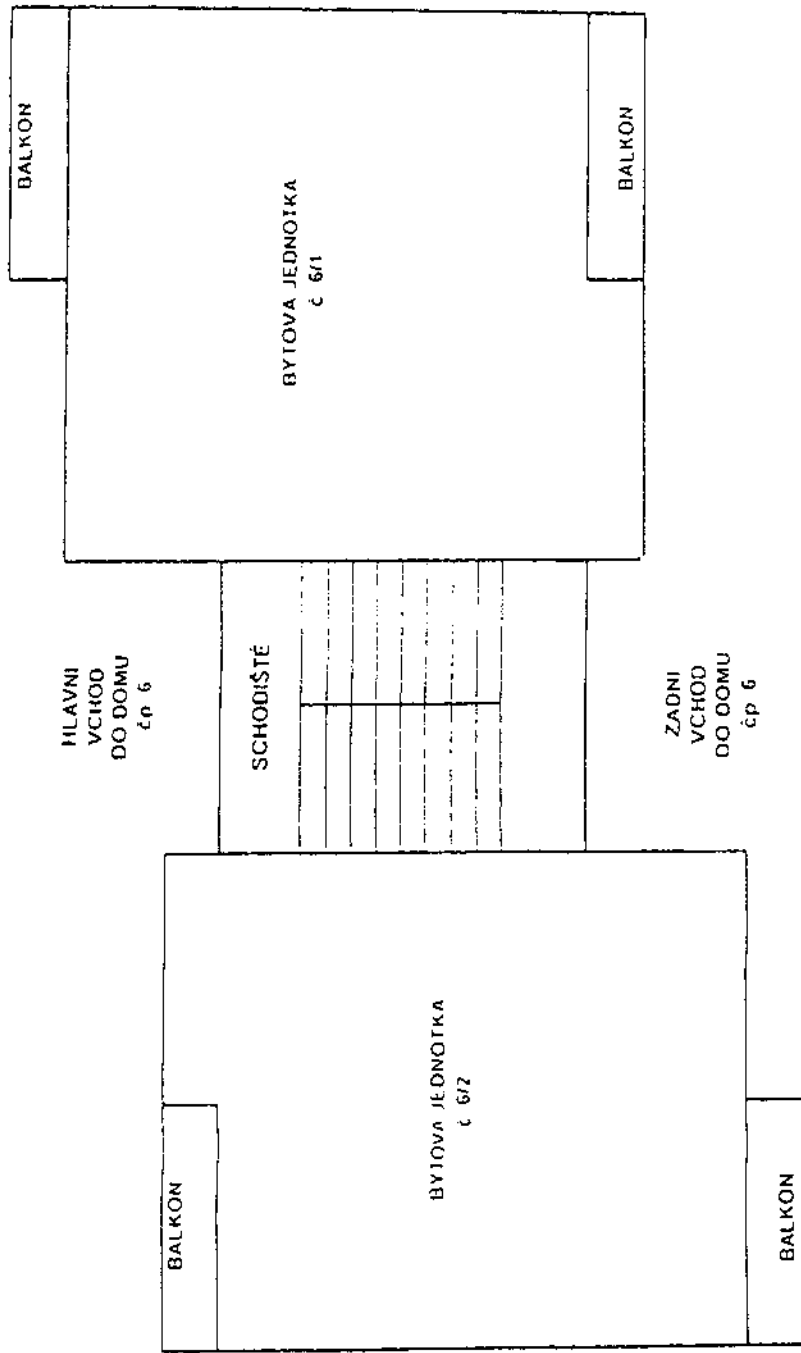 HLAVNI
VCHOD
DO DOMU
čp 6
BALKON
BYTOVA JEDNOTKA
č 6/2
BALKON
SCHODIŠTĚ
ZADNI
VCHOD
DO DOMU
čp 6
BALKON
BYTOVA JEDNOTKA
č 6/1
BALKON